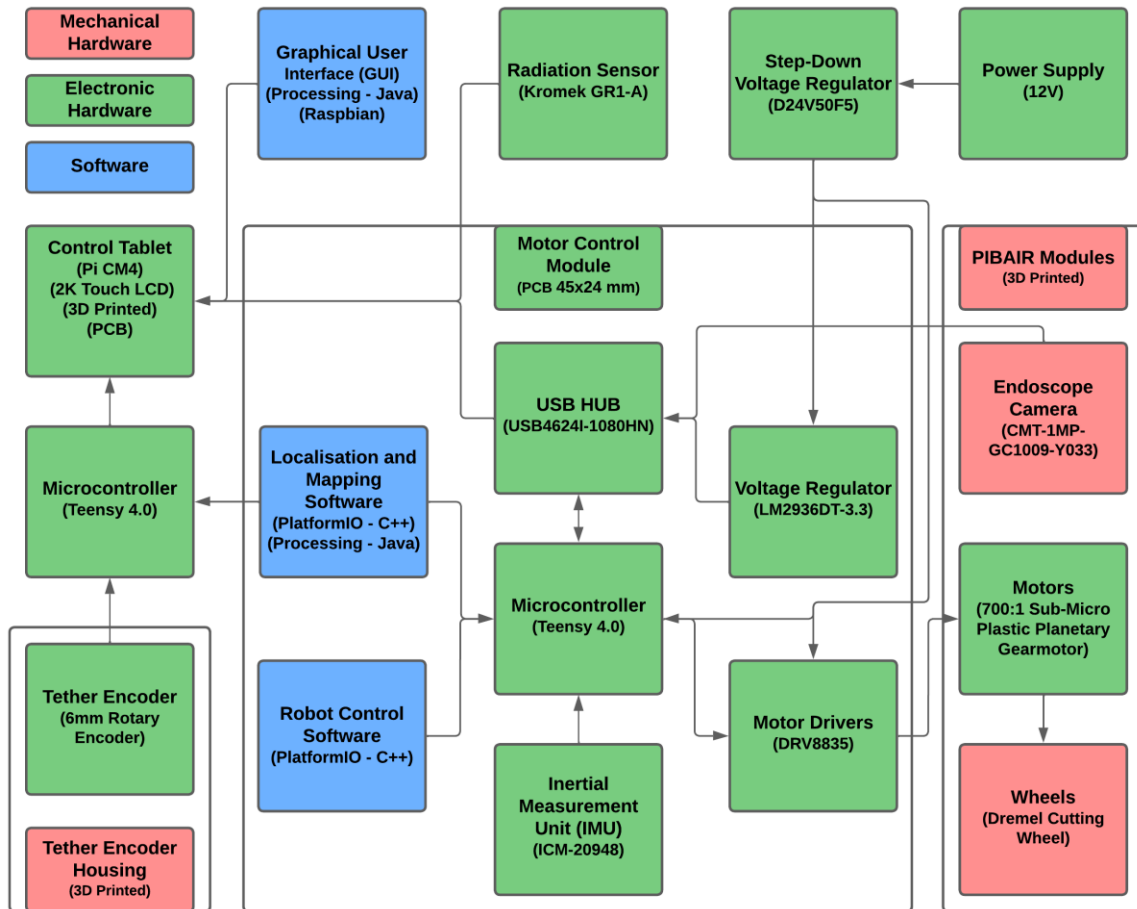 Mechanical
Hardware
Electronic
Hardware
Software
Graphical User
Interface (GUI)
(Processing - Java)
(Raspbian)
Radiation Sensor
(Kromek GR1-A)
Step-Down
Voltage Regulator
(D24V50F5)
Power Supply
(12V)
Control Tablet
(Pi CM4)
(2K Touch LCD)
(3D Printed)
(PCB)
Motor Control
Module
(PCB 45x24 mm)
PIBAIR Modules
(3D Printed)
USB HUB
(USB4624I-1080HN)
Endoscope
Camera
(CMT-1MP-
GC1009-Y033)
Microcontroller
(Teensy 4.0)
Localisation and
Mapping
Software
(PlatformIO - C++)
(Processing - Java)
Voltage Regulator
(LM2936DT-3.3)
Microcontroller
(Teensy 4.0)
Motors
(700:1 Sub-Micro
Plastic Planetary
Gearmotor)
Tether Encoder
(6mm Rotary
Encoder)
Robot Control
Software
(PlatformIO - C++)
Motor Drivers
(DRV8835)
Inertial
Measurement
Unit (IMU)
(ICM-20948)
Wheels
(Dremel Cutting
Wheel)
Tether Encoder
Housing
(3D Printed)